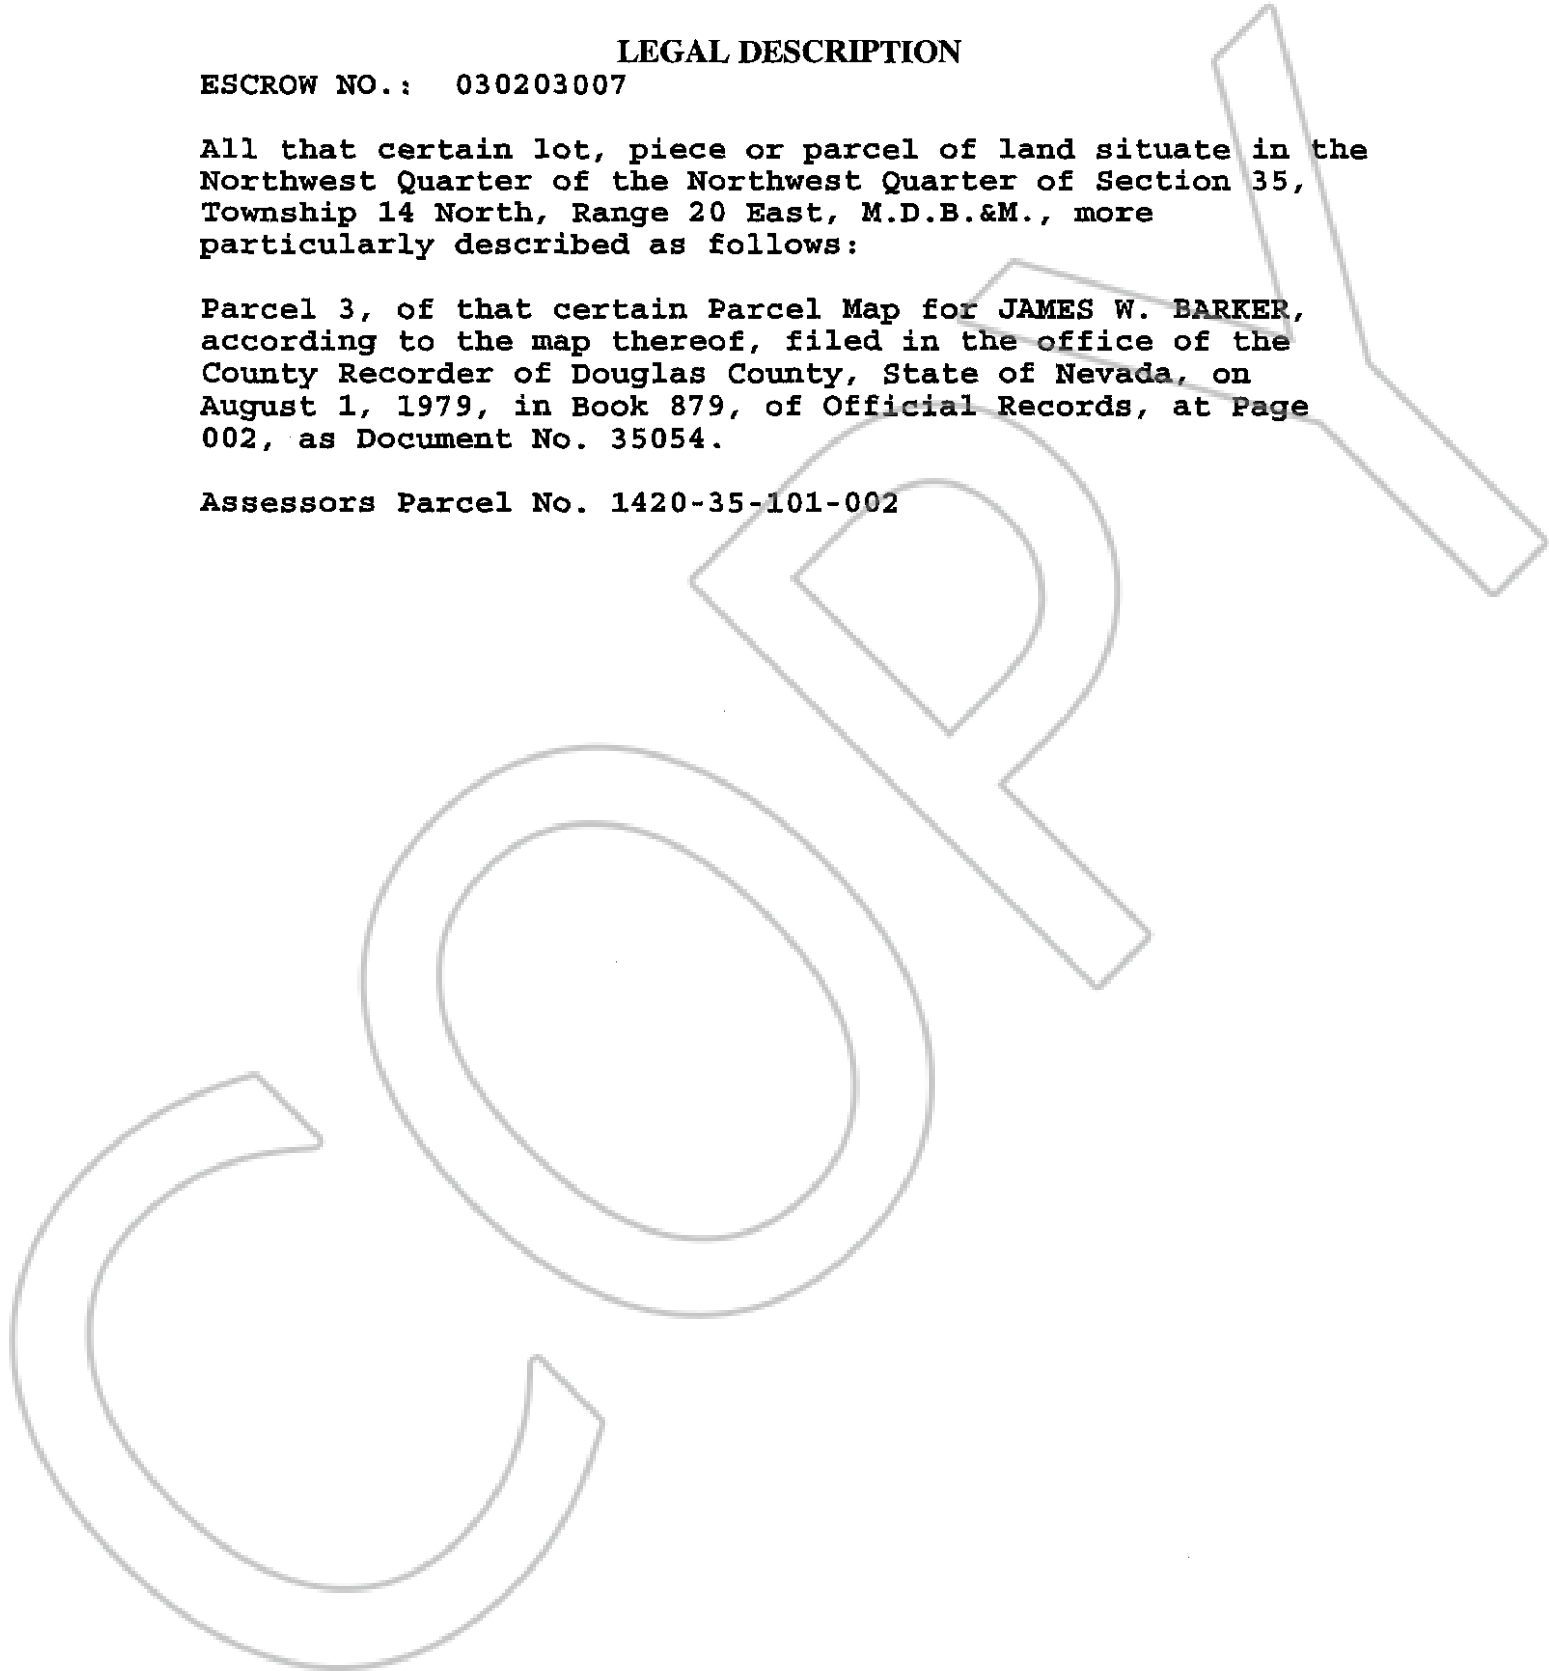 LEGAL DESCRIPTION
ESCROW NO.: 030203007
All that certain lot, piece or parcel of land situate in the
Northwest Quarter of the Northwest Quarter of Section 35,
Township 14 North, Range 20 East, M.D.B.&M., more
particularly described as follows:
Parcel 3, of that certain Parcel Map for JAMES W. BARKER,
according to the map thereof, filed in the office of the
County Recorder of Douglas County, State of Nevada, on
August 1, 1979, in Book 879, of Official Records, at Page
002, as Document No. 35054.
Assessors Parcel No. 1420-35-101-002
COPY